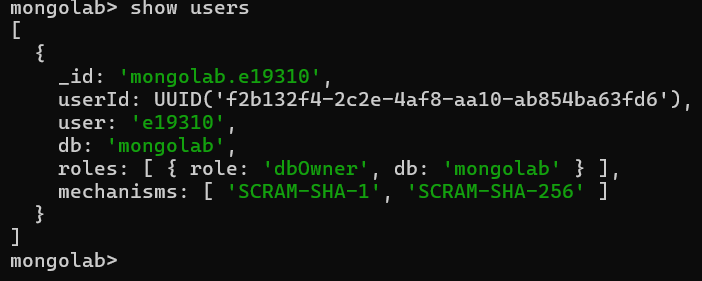 mongolab> show users
[
  {
    _id: 'mongolab.e19310',
    userId: UUID('f2b132f4-2c2e-4af8-aa10-ab854ba63fd6'),
    user: 'e19310',
    db: 'mongolab',
    roles: [ { role: 'dbOwner', db: 'mongolab' } ],
    mechanisms: [ 'SCRAM-SHA-1', 'SCRAM-SHA-256' ]
  }
]
mongolab>